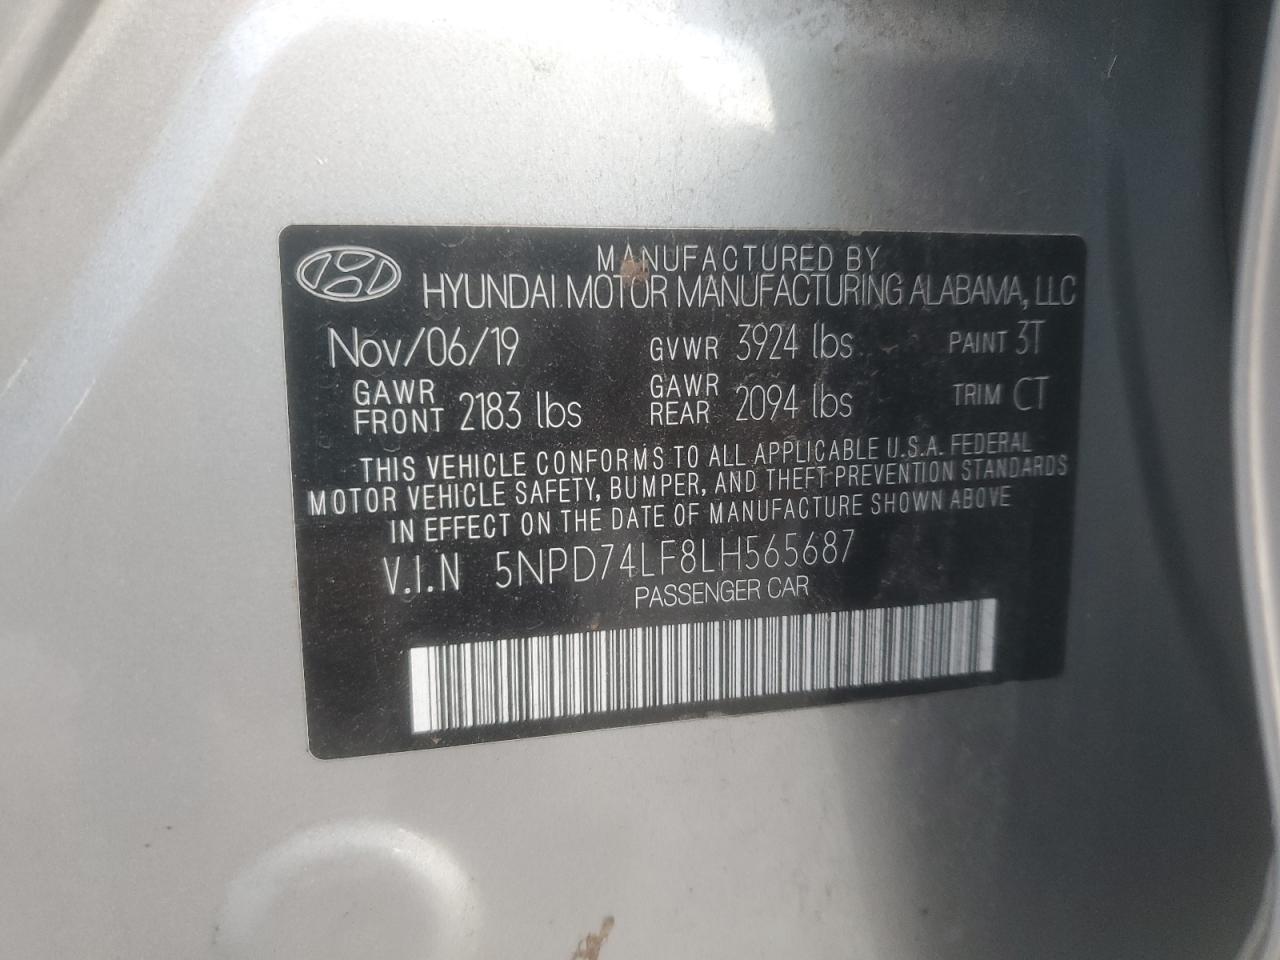 MANUFACTURED BY
HYUNDAI MOTOR MANUFACTURING ALABAMA, LLC
Nov/06/19 GVWR 3924 lbs PAINT 3T
GAWR FRONT 2183 lbs GAWR REAR 2094 lbs TRIM CT
THIS VEHICLE CONFORMS TO ALL APPLICABLE U.S.A. FEDERAL
MOTOR VEHICLE SAFETY, BUMPER, AND THEFT PREVENTION STANDARDS
IN EFFECT ON THE DATE OF MANUFACTURE SHOWN ABOVE
V.I.N 5NPD74LF8LH565687
PASSENGER CAR